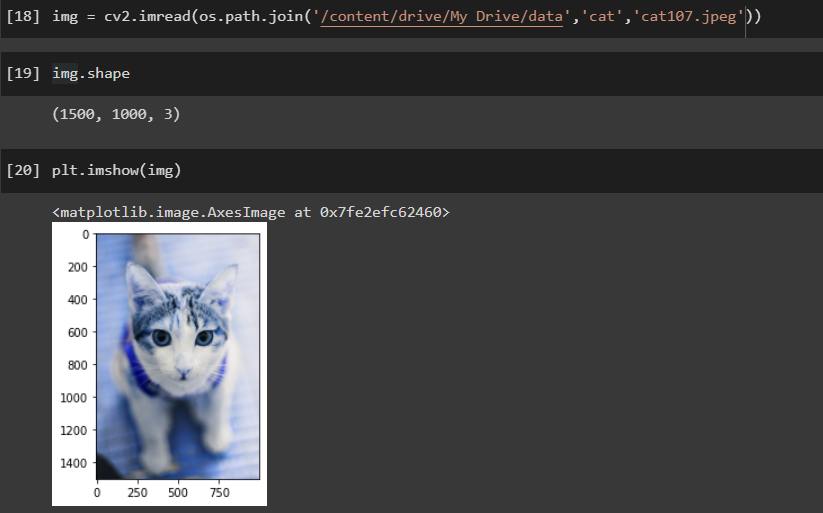 [18] img = cv2.imread(os.path.join('/content/drive/My Drive/data','cat','cat107.jpeg'))
[19] img.shape
(1500, 1000, 3)
[20] plt.imshow(img)
<matplotlib.image.AxesImage at 0x7fe2efc62460>
0
200
400
600
800
1000
1200
1400
0 250 500 750